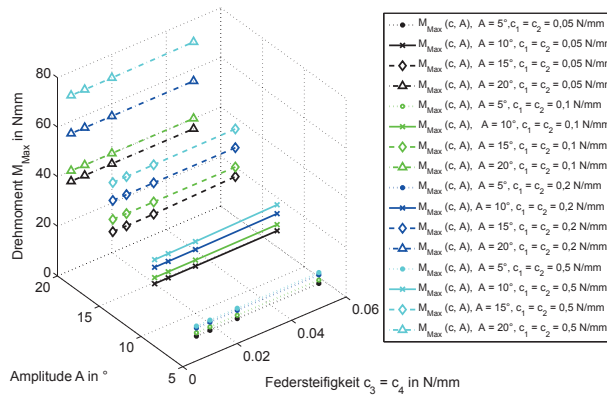 80
60
40
20
0
20
15
10
5
0
0.02
0.04
0.06
Drehmoment M_Max in Nmm
Amplitude A in °
Federsteifigkeit c_3 = c_4 in N/mm
M_Max (c, A), A = 5°,c_1 = c_2 = 0,05 N/mm
M_Max (c, A), A = 10°, c_1 = c_2 = 0,05 N/mm
M_Max (c, A), A = 15°, c_1 = c_2 = 0,05 N/mm
M_Max (c, A), A = 20°, c_1 = c_2 = 0,05 N/mm
M_Max (c, A), A = 5°, c_1 = c_2 = 0,1 N/mm
M_Max (c, A), A = 10°, c_1 = c_2 = 0,1 N/mm
M_Max (c, A), A = 15°, c_1 = c_2 = 0,1 N/mm
M_Max (c, A), A = 20°, c_1 = c_2 = 0,1 N/mm
M_Max (c, A), A = 5°, c_1 = c_2 = 0,2 N/mm
M_Max (c, A), A = 10°, c_1 = c_2 = 0,2 N/mm
M_Max (c, A), A = 15°, c_1 = c_2 = 0,2 N/mm
M_Max (c, A), A = 20°, c_1 = c_2 = 0,2 N/mm
M_Max (c, A), A = 5°, c_1 = c_2 = 0,5 N/mm
M_Max (c, A), A = 10°, c_1 = c_2 = 0,5 N/mm
M_Max (c, A), A = 15°, c_1 = c_2 = 0,5 N/mm
M_Max (c, A), A = 20°, c_1 = c_2 = 0,5 N/mm